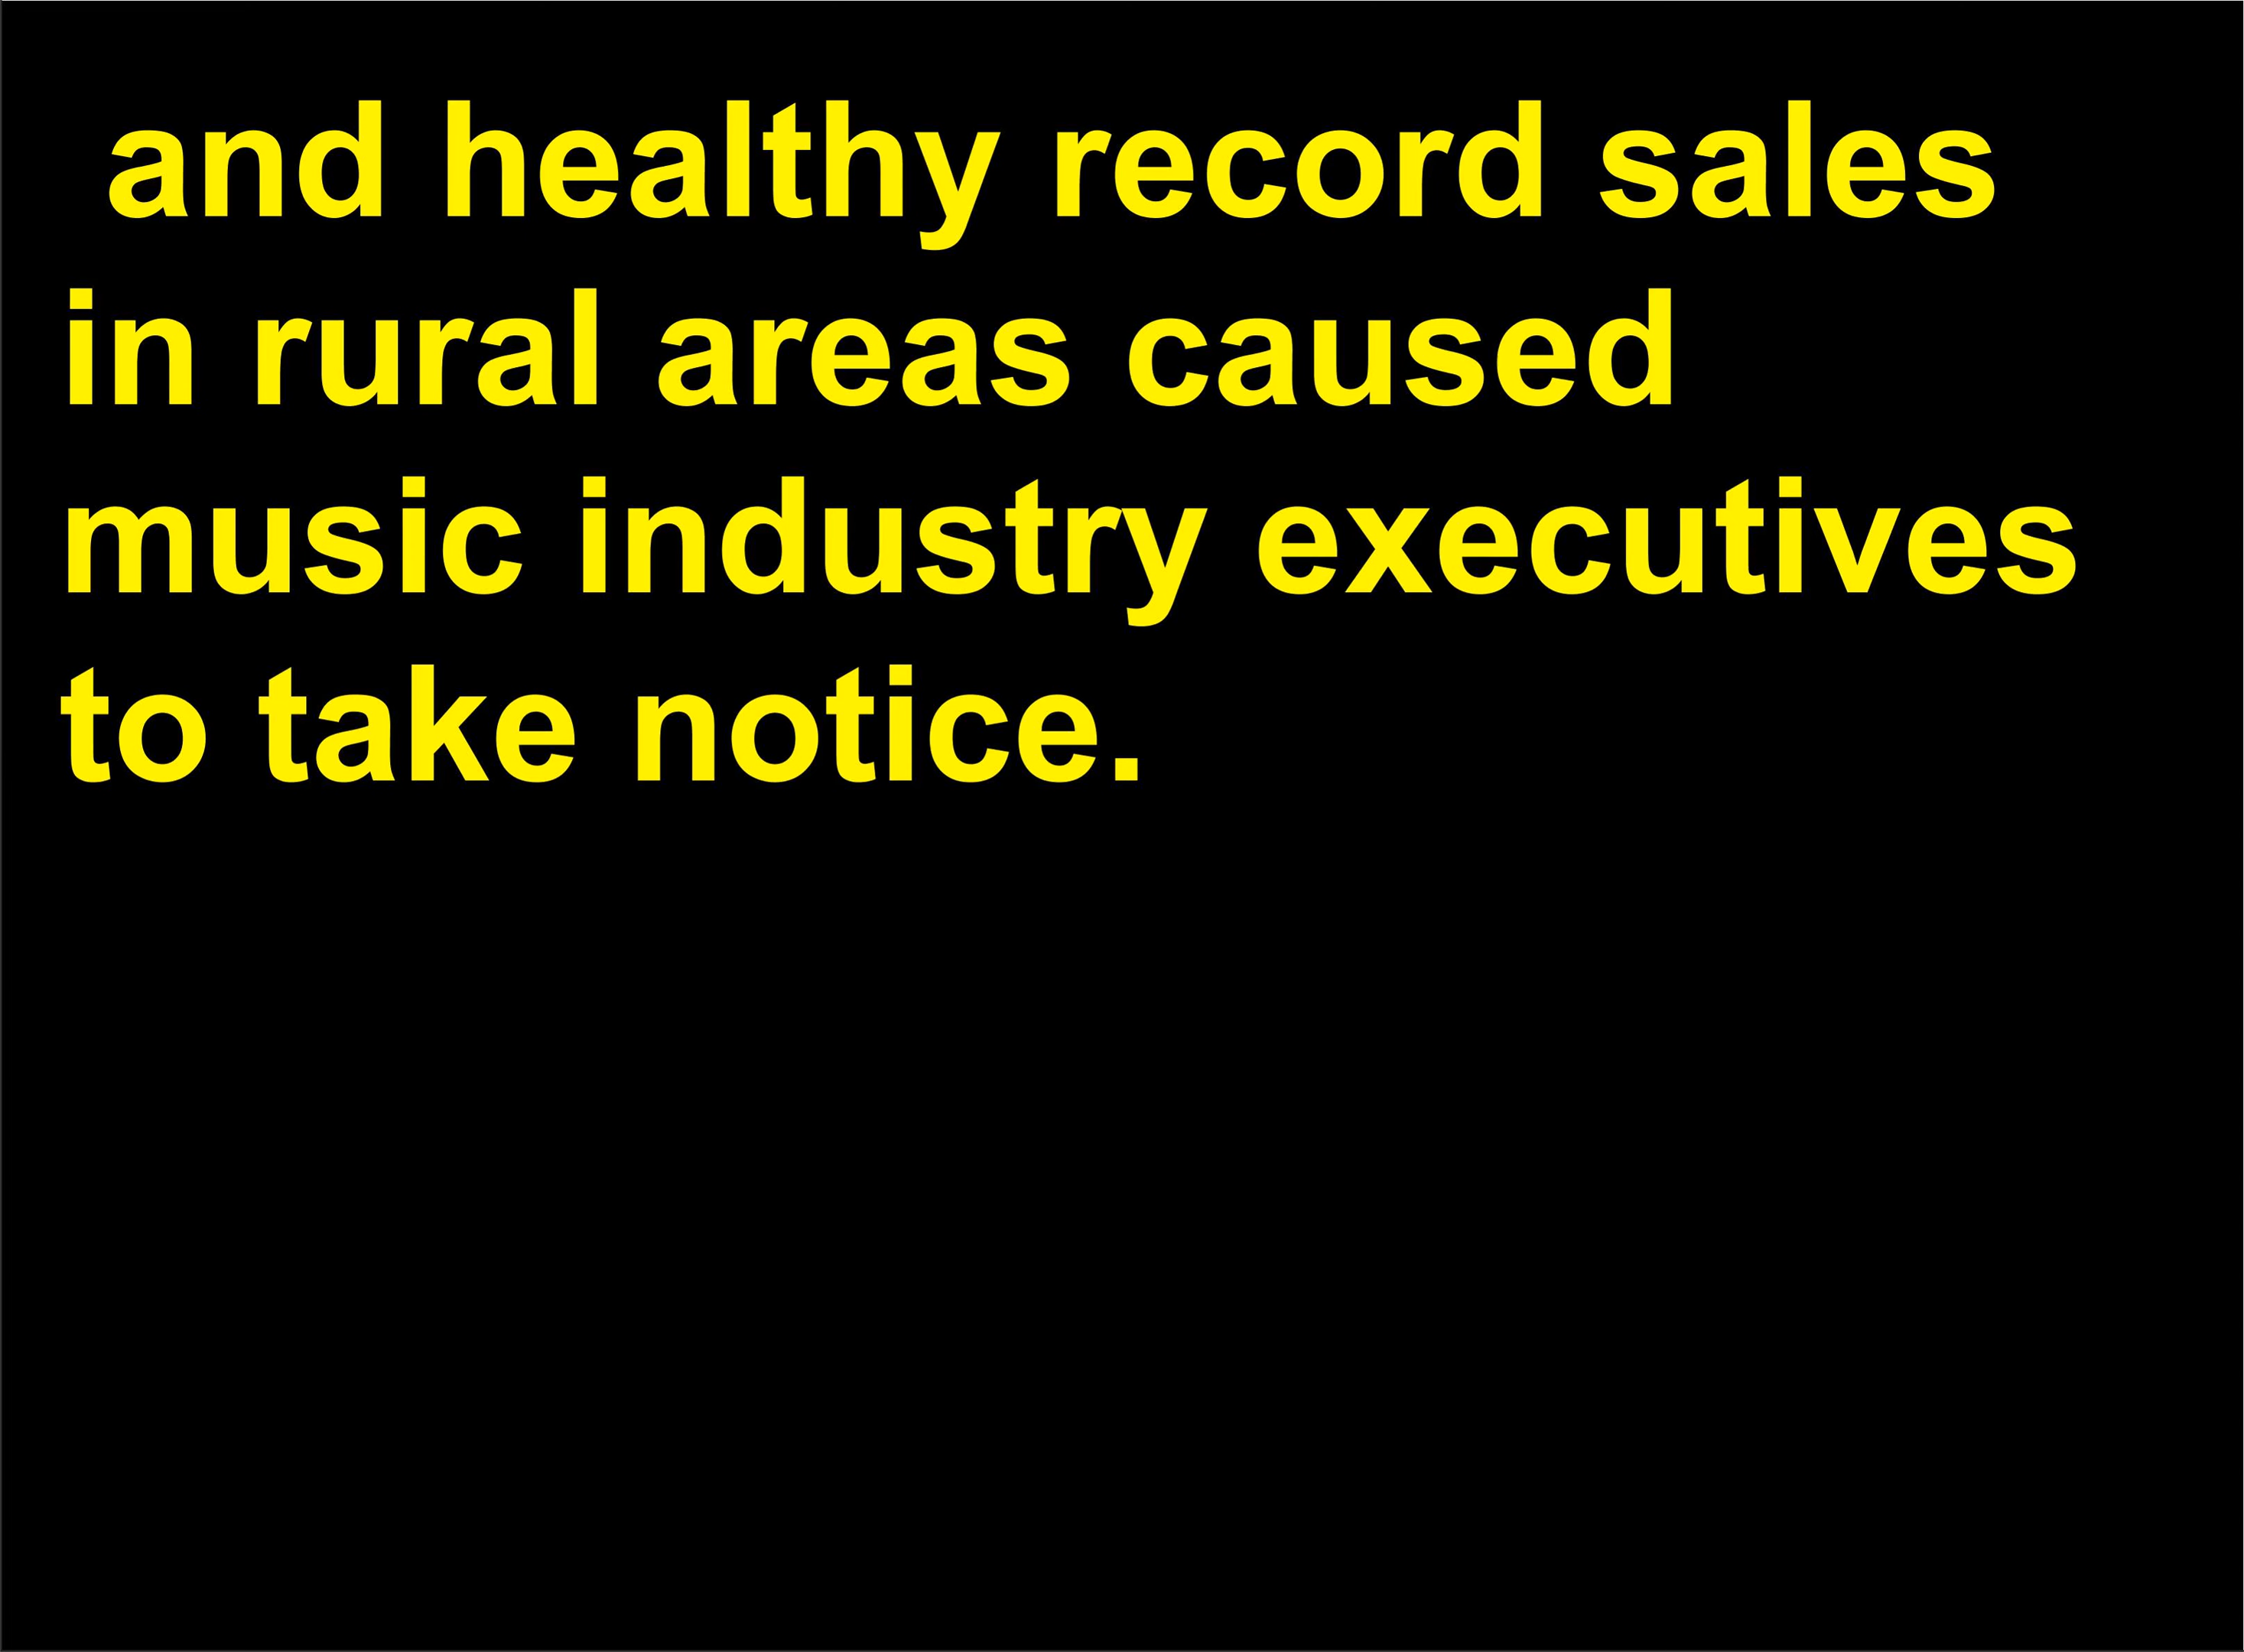 and healthy record sales
in rural areas caused
music industry executives
to take notice.